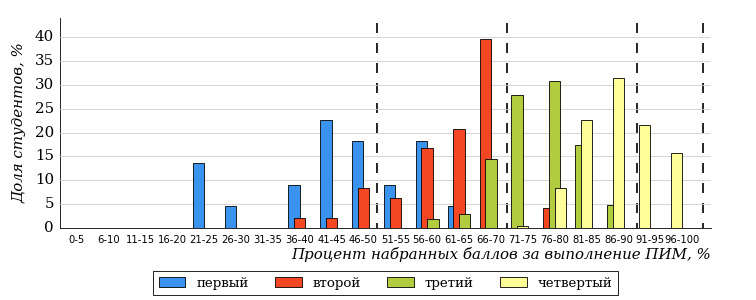 Доля студентов, %
40
35
30
25
20
15
10
5
0
0-5 6-10 11-15 16-20 21-25 26-30 31-35 36-40 41-45 46-50 51-55 56-60 61-65 66-70 71-75 76-80 81-85 86-90 91-95 96-100
Процент набранных баллов за выполнение ПИМ, %
первый второй третий четвертый